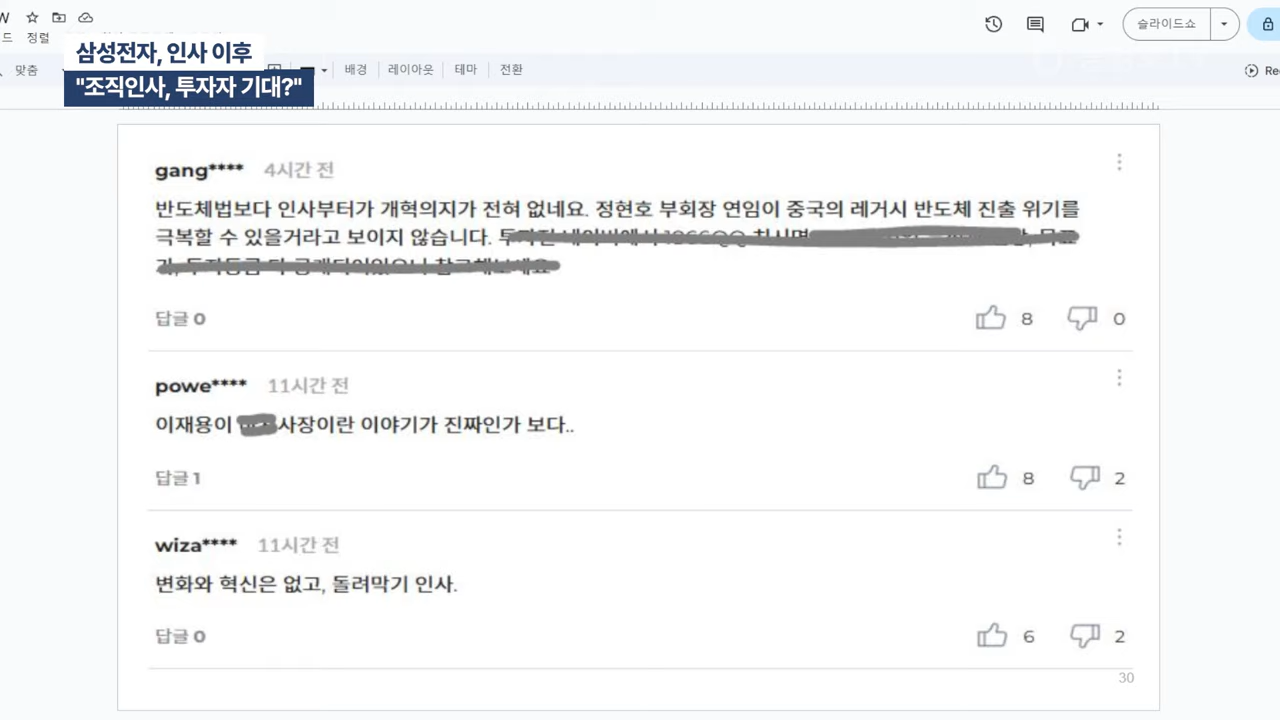 W
드
정렬
삼성전자, 인사 이후
"조직인사, 투자자 기대?"
맞춤
배경
레이아웃
테마
전환
슬라이드쇼
Rec
gang**** 4시간 전
반도체법보다 인사부터가 개혁의지가 전혀 없네요. 정현호 부회장 연임이 중국의 레거시 반도체 진출 위기를
극복할 수 있을거라고 보이지 않습니다.
답글 0
8
0
powe**** 11시간 전
이재용이 사장이란 이야기가 진짜인가 보다..
답글 1
8
2
wiza**** 11시간 전
변화와 혁신은 없고, 돌려막기 인사.
답글 0
6
2
30